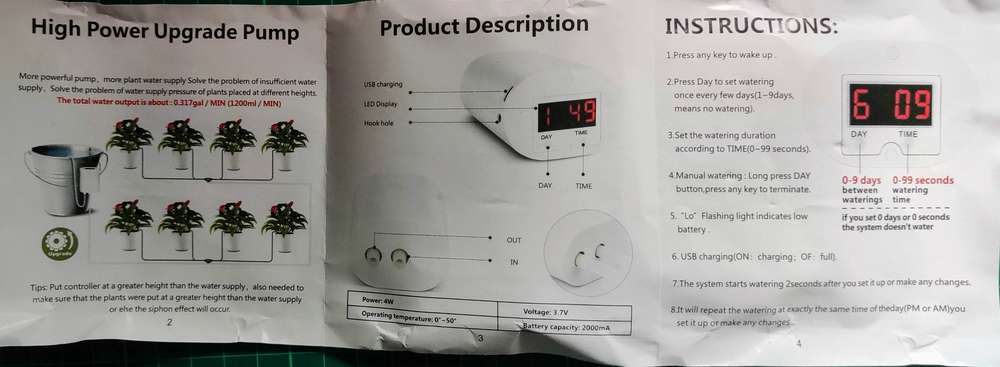 High Power Upgrade Pump
More powerful pump，more plant water supply Solve the problem of insufficient water
supply、Solve the problem of water supply pressure of plants placed at different heights.
The total water output is about : 0.317gal / MIN (1200ml / MIN)
Upgrade
Tips: Put controller at a greater height than the water supply，also needed to
make sure that the plants were put at a greater height than the water supply
or else the siphon effect will occur.
2
Product Description
USB charging
LED Display
Hook hole
1 49
DAY TIME
DAY TIME
OUT
IN
Power: 4W
Voltage: 3.7V
Operating temperature: 0°~50°
Battery capacity: 2000mA
3
INSTRUCTIONS:
1.Press any key to wake up .
2.Press Day to set watering
once every few days(1~9days,
means no watering).
3.Set the watering duration
according to TIME(0~99 seconds).
4.Manual watering : Long press DAY
button,press any key to terminate.
5. "Lo" Flashing light indicates low
battery .
6. USB charging(ON：charging；OF：full).
7.The system starts watering 2seconds after you set it up or make any changes.
8.It will repeat the watering at exactly the same time of theday(PM or AM)you
set it up or make any changes.
6 09
DAY TIME
0-9 days 0-99 seconds
between watering
waterings time
if you set 0 days or 0 seconds
the system doesn't water
4